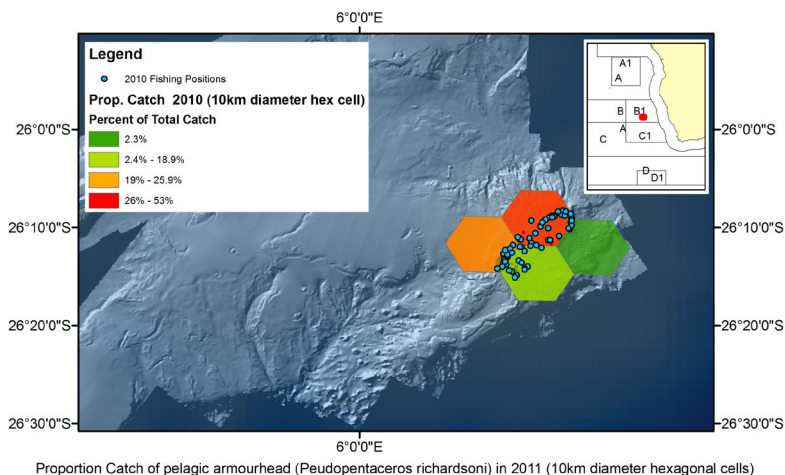 6°0'0"E
Legend
2010 Fishing Positions
Prop. Catch 2010 (10km diameter hex cell)
Percent of Total Catch
2.3%
2.4% - 18.9%
19% - 25.9%
26% - 53%
A1
A
B B1
A
C C1
D
D1
26°0'0"S 26°0'0"S
26°10'0"S 26°10'0"S
26°20'0"S 26°20'0"S
26°30'0"S 26°30'0"S
6°0'0"E
Proportion Catch of pelagic armourhead (Peudopentaceros richardsoni) in 2011 (10km diameter hexagonal cells)